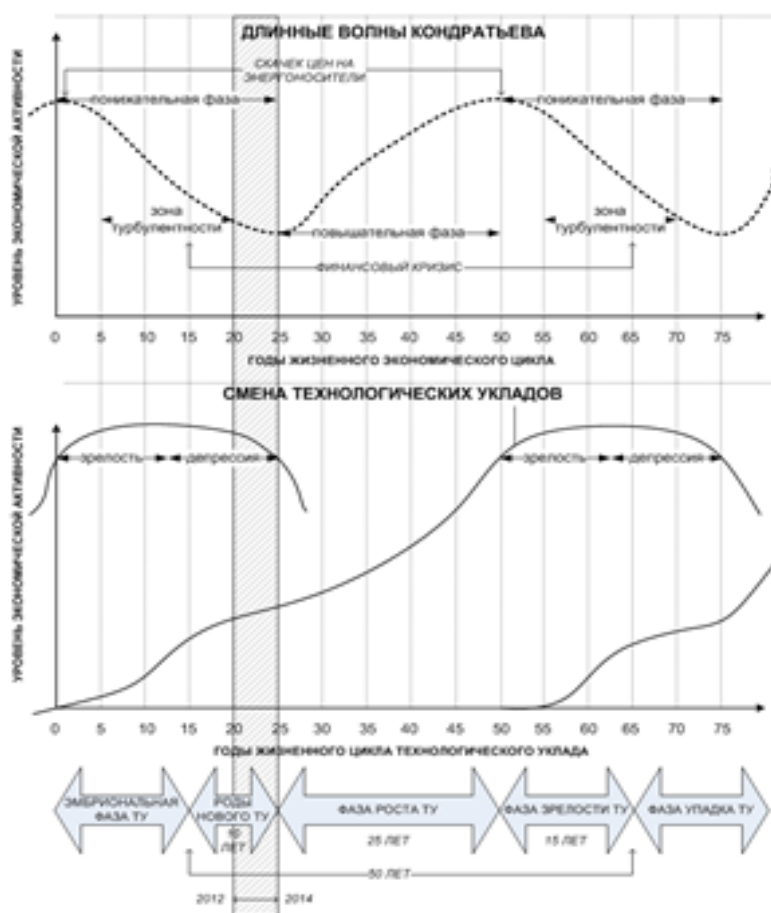 ДЛИННЫЕ ВОЛНЫ КОНДРАТЬЕВА
СКАЧЕК ЦЕН НА
ЭНЕРГОНОСИТЕЛИ
понижательная фаза
понижательная фаза
УРОВЕНЬ ЭКОНОМИЧЕСКОЙ АКТИВНОСТИ
зона
турбулентности
повышательная фаза
зона
турбулентности
ФИНАНСОВЫЙ КРИЗИС
0 5 10 15 20 25 30 35 40 45 50 55 60 65 70 75
ГОДЫ ЖИЗНЕННОГО ЭКОНОМИЧЕСКОГО ЦИКЛА
СМЕНА ТЕХНОЛОГИЧЕСКИХ УКЛАДОВ
зрелость депрессия зрелость депрессия
УРОВЕНЬ ЭКОНОМИЧЕСКОЙ АКТИВНОСТИ
0 5 10 15 20 25 30 35 40 45 50 55 60 65 70 75
ГОДЫ ЖИЗНЕННОГО ЦИКЛА ТЕХНОЛОГИЧЕСКОГО УКЛАДА
ЭМБРИОНАЛЬНАЯ
ФАЗА ТУ
РОДЫ
НОВОГО ТУ
10
ЛЕТ
ФАЗА РОСТА ТУ
25 ЛЕТ
ФАЗА ЗРЕЛОСТИ ТУ
15 ЛЕТ
ФАЗА УПАДКА ТУ
50 ЛЕТ
2012 2014